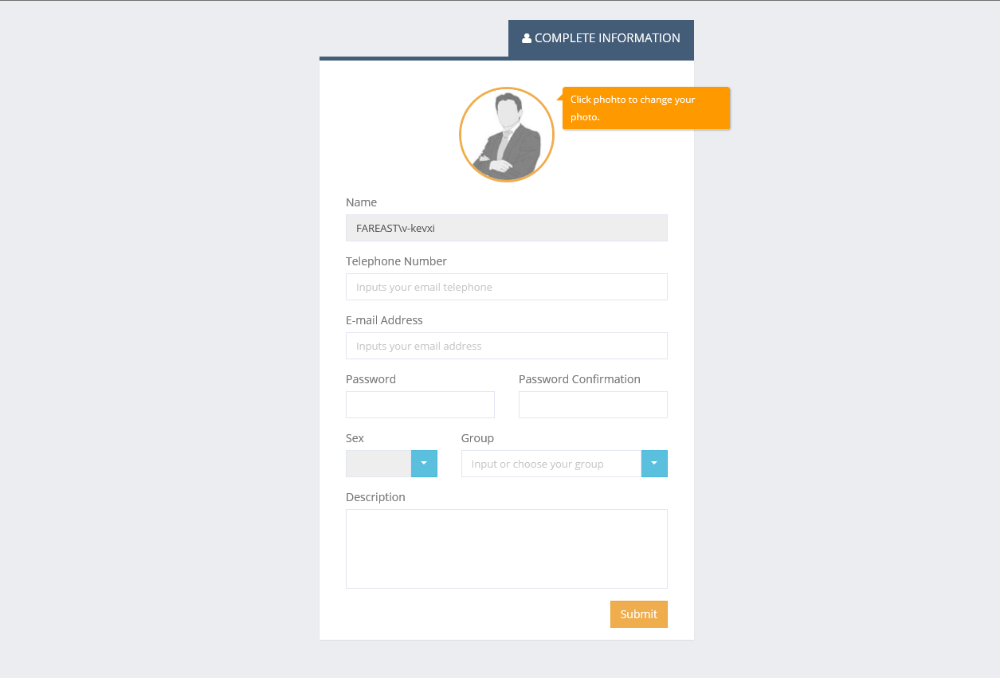 COMPLETE INFORMATION
Click phohto to change your
photo.
Name
FAREAST\v-kevxi
Telephone Number
Inputs your email telephone
E-mail Address
Inputs your email address
Password Password Confirmation
Sex Group
Input or choose your group
Description
Submit